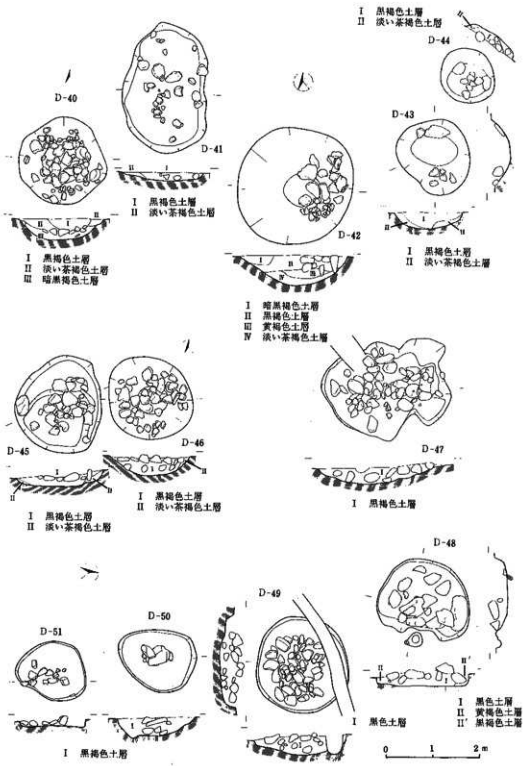 I 黒褐色土層
II 淡い茶褐色土層
II
D-44
D-40
D-41
I 黒褐色土層
II 淡い茶褐色土層
I 黒褐色土層
II 淡い茶褐色土層
III 暗黒褐色土層
D-42
I 暗黒褐色土層
II 黒褐色土層
III 黄褐色土層
IV 淡い茶褐色土層
D-43
I 黒褐色土層
II 淡い茶褐色土層
D-45
I 黒褐色土層
II 淡い茶褐色土層
D-46
I 黒褐色土層
II 淡い茶褐色土層
D-47
I 黒褐色土層
D-51
D-50
I 黒褐色土層
D-49
I 黒色土層
D-48
I 黒色土層
II 黄褐色土層
II' 黒褐色土層
0 1 2 m